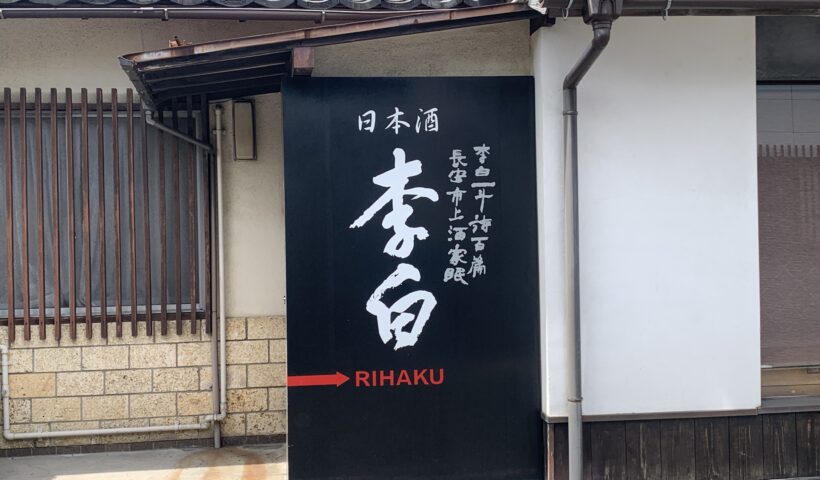 日本酒
李白
李白一斗詩百篇
長安市上酒家眠
RIHAKU